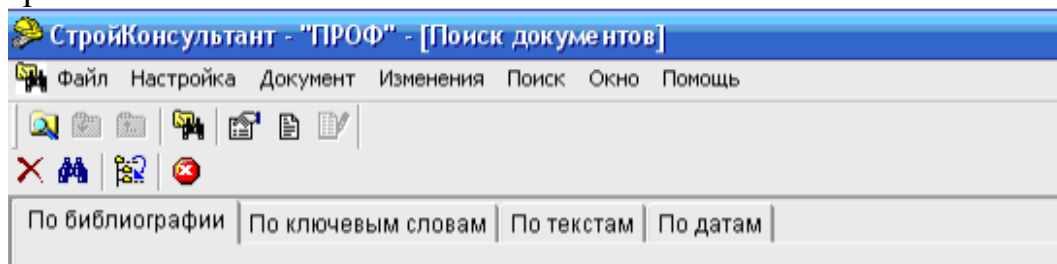 СтройКонсультант - "ПРОФ" - [Поиск документов]
Файл Настройка Документ Изменения Поиск Окно Помощь
По библиографии По ключевым словам По текстам По датам